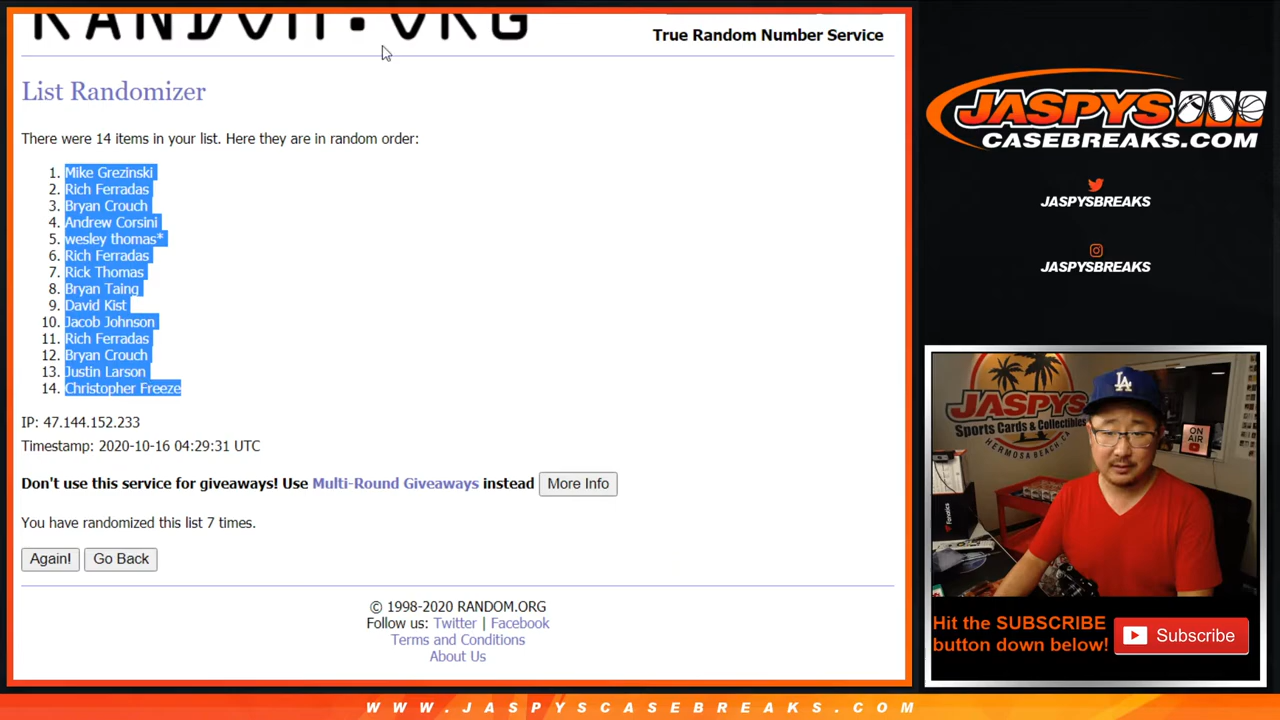 RANDOM.ORG
True Random Number Service
List Randomizer
There were 14 items in your list. Here they are in random order:
1. Mike Grezinski
2. Rich Ferradas
3. Bryan Crouch
4. Andrew Corsini
5. wesley thomas*
6. Rich Ferradas
7. Rick Thomas
8. Bryan Taing
9. David Kist
10. Jacob Johnson
11. Rich Ferradas
12. Bryan Crouch
13. Justin Larson
14. Christopher Freeze
IP: 47.144.152.233
Timestamp: 2020-10-16 04:29:31 UTC
Don't use this service for giveaways! Use Multi-Round Giveaways instead More Info
You have randomized this list 7 times.
Again! Go Back
© 1998-2020 RANDOM.ORG
Follow us: Twitter | Facebook
Terms and Conditions
About Us
JASPYS
CASEBREAKS.COM
JASPYSBREAKS
JASPYSBREAKS
JASPYS
Sports Cards & Collectibles
HERMOSA BEACH, CA
LA
ON AIR
Fanatics
Hit the SUBSCRIBE
button down below!
Subscribe
WWW.JASPYSCASEBREAKS.COM